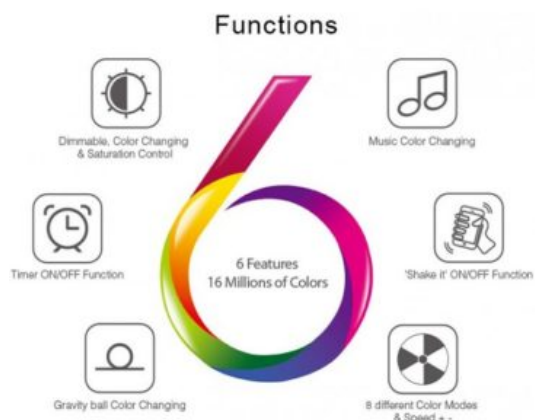 Functions
Dimmable, Color Changing
& Saturation Control
Music Color Changing
Timer ON/OFF Function
6 Features
16 Millions of Colors
'Shake it' ON/OFF Function
Gravity ball Color Changing
8 different Color Modes
& Speed + -